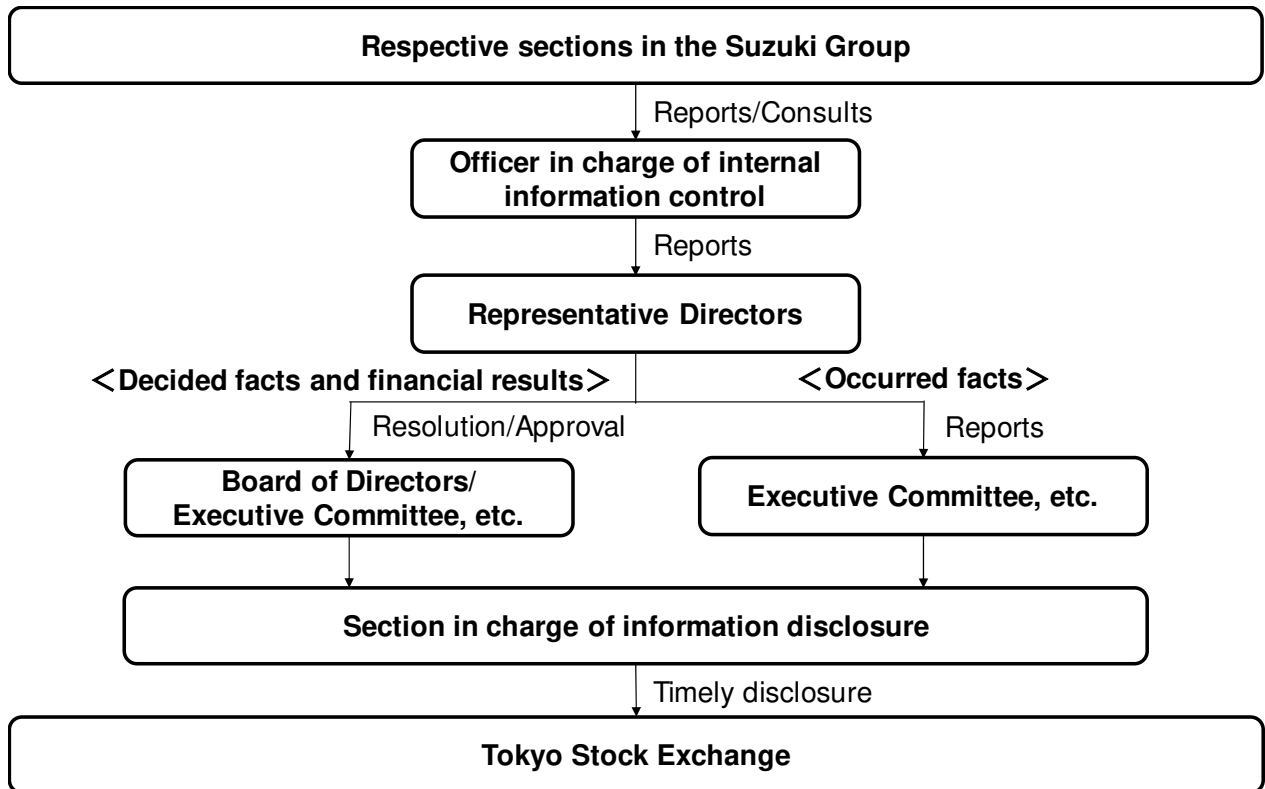 Respective sections in the Suzuki Group
Reports/Consults
Officer in charge of internal
information control
Reports
Representative Directors
＜Decided facts and financial results＞
＜Occurred facts＞
Resolution/Approval
Reports
Board of Directors/
Executive Committee, etc.
Executive Committee, etc.
Section in charge of information disclosure
Timely disclosure
Tokyo Stock Exchange